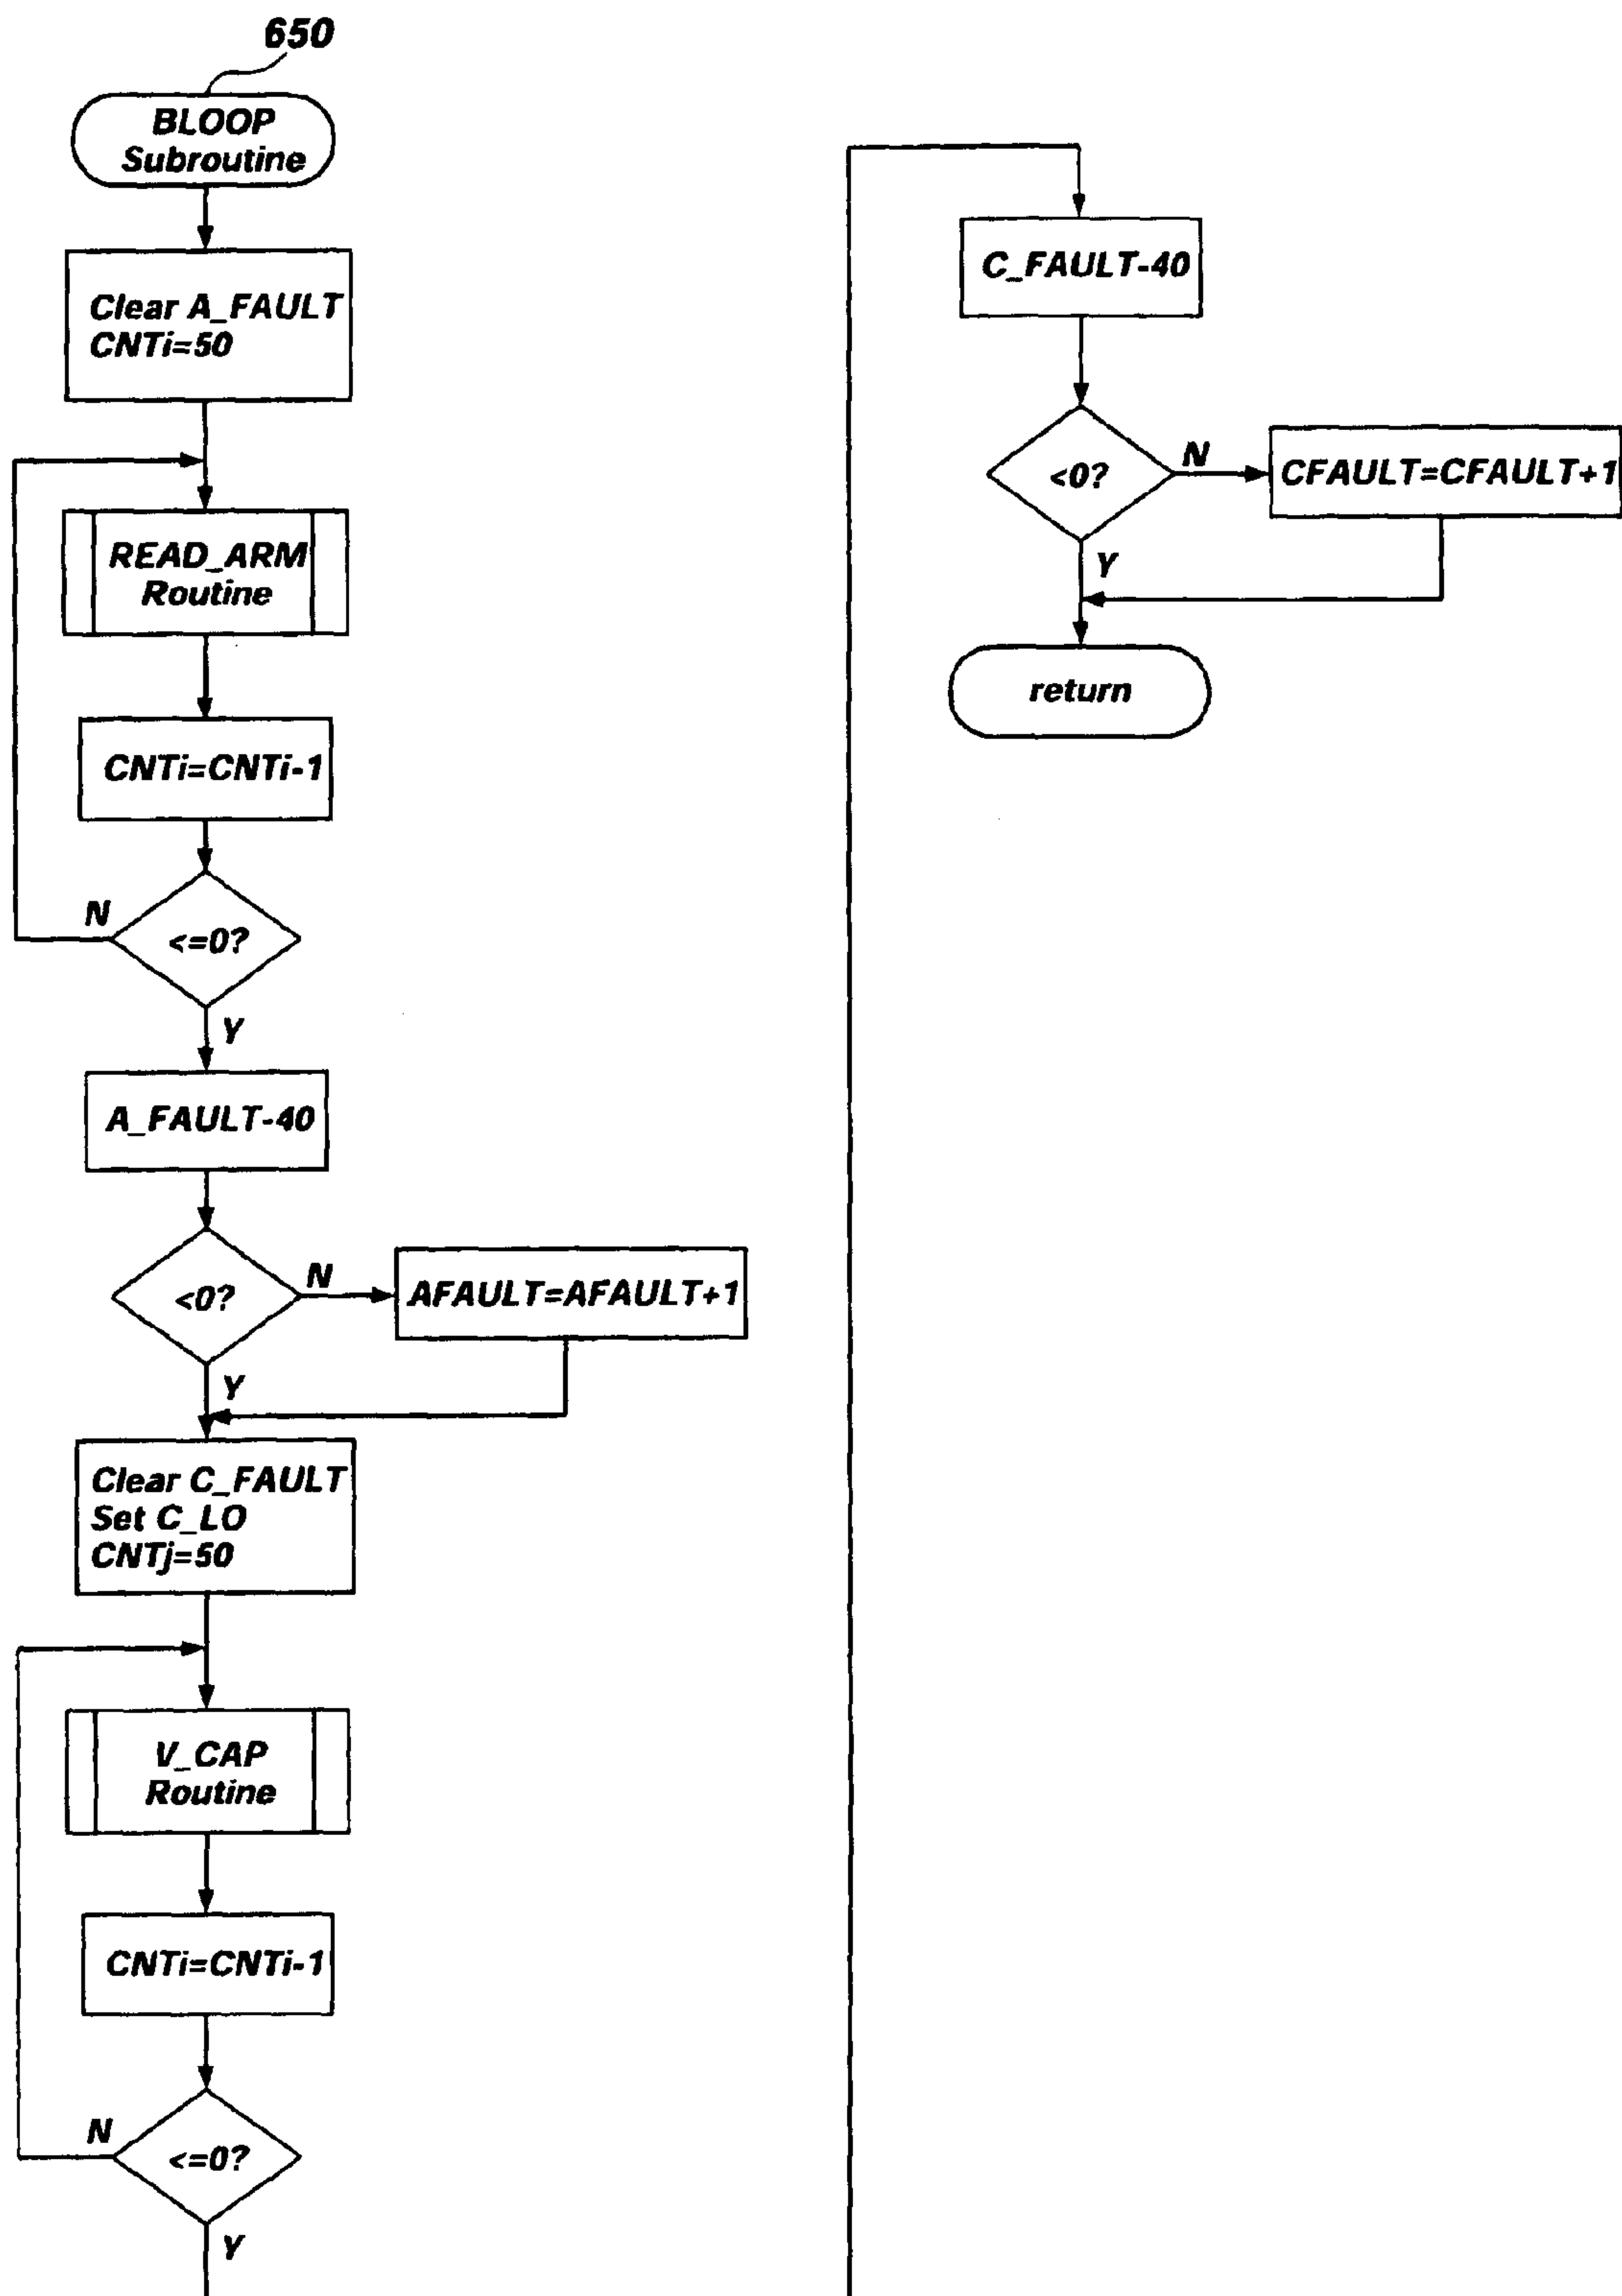 650
BLOOP
Subroutine
Clear A_FAULT
CNTi=50
READ_ARM
Routine
CNTi=CNTi-1
<=0?
N
Y
A_FAULT-40
<0?
N
AFAULT=AFAULT+1
Y
Clear C_FAULT
Set C_LO
CNTj=50
V_CAP
Routine
CNTi=CNTi-1
<=0?
N
Y
C_FAULT-40
<0?
N
CFAULT=CFAULT+1
Y
return